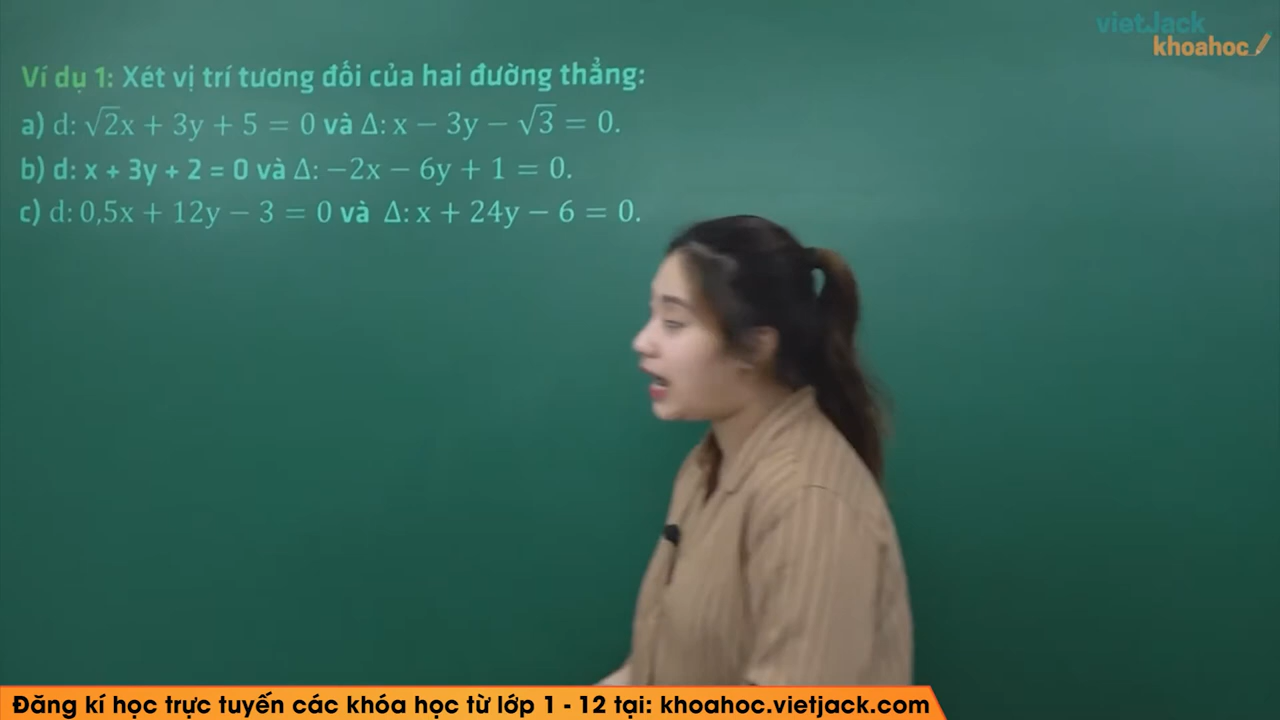 vietJack
khoahoc
Ví dụ 1: Xét vị trí tương đối của hai đường thẳng:
a) d: √2x + 3y + 5 = 0 và Δ: x − 3y − √3 = 0.
b) d: x + 3y + 2 = 0 và Δ: −2x − 6y + 1 = 0.
c) d: 0,5x + 12y − 3 = 0 và Δ: x + 24y − 6 = 0.
Đăng kí học trực tuyến các khóa học từ lớp 1 - 12 tại: khoahoc.vietjack.com